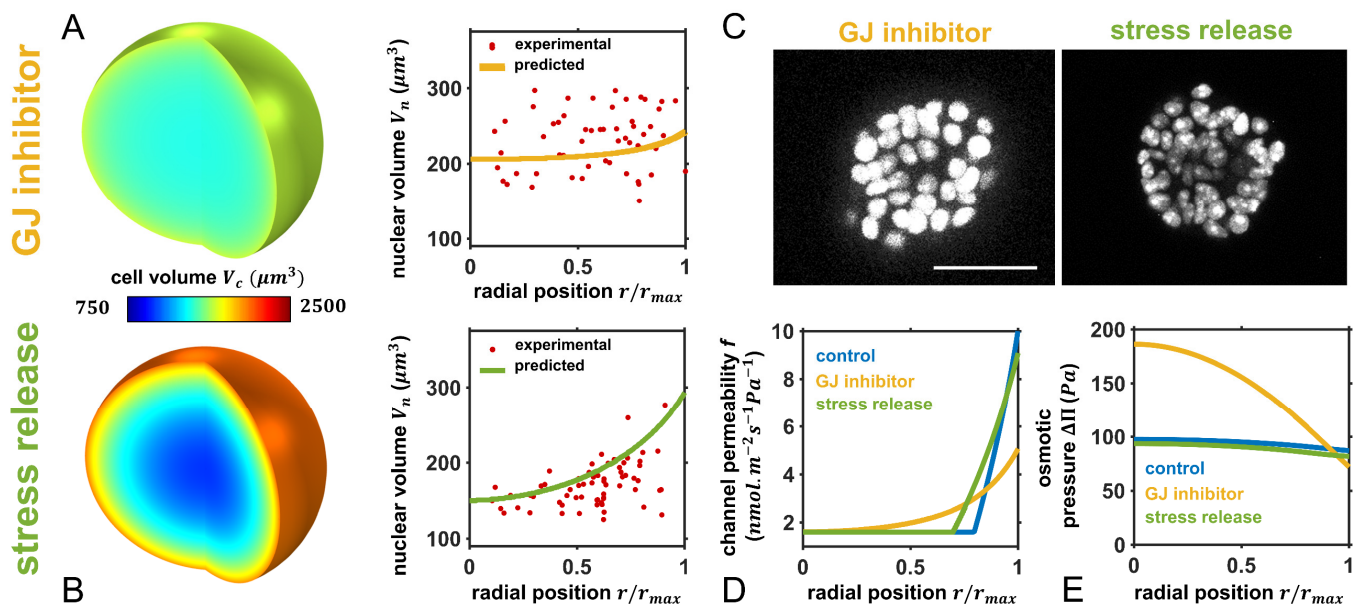 GJ inhibitor
A
cell volume V_c (μm³)
750
2500
nuclear volume V_n (μm³)
300
200
100
experimental
predicted
0
0.5
1
radial position r/r_max
C
GJ inhibitor
stress release
stress release
B
nuclear volume V_n (μm³)
300
200
100
experimental
predicted
0
0.5
1
radial position r/r_max
D
channel permeability f
(nmol.m⁻²s⁻¹Pa⁻¹)
10
8
6
4
2
control
GJ inhibitor
stress release
0
0.5
1
radial position r/r_max
E
osmotic
pressure ΔΠ (Pa)
200
150
100
50
0
control
GJ inhibitor
stress release
0
0.5
1
radial position r/r_max